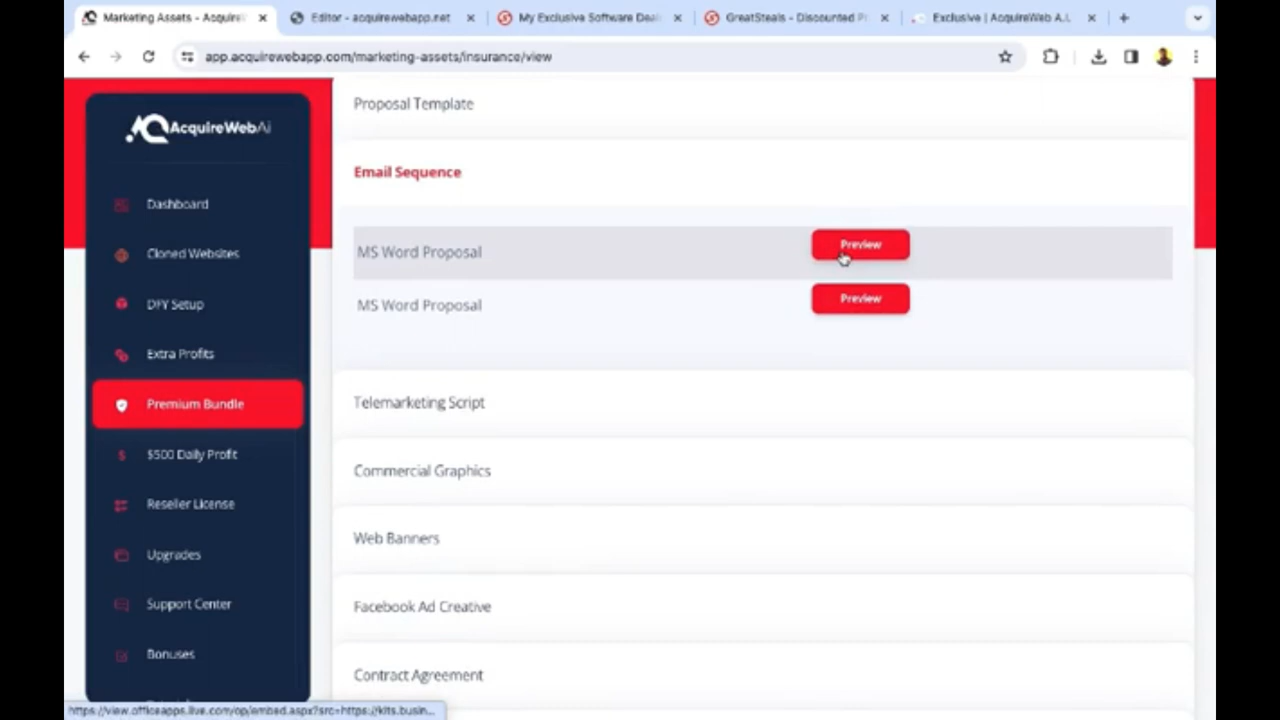 Marketing Assets - Acquire
Editor - acquirewebapp.net
My Exclusive Software Deal
GreatSteals - Discounted P
Exclusive | AcquireWeb A.I.
app.acquirewebapp.com/marketing-assets/insurance/view
AcquireWebAi
Dashboard
Cloned Websites
DFY Setup
Extra Profits
Premium Bundle
$500 Daily Profit
Reseller License
Upgrades
Support Center
Bonuses
Proposal Template
Email Sequence
MS Word Proposal
Preview
MS Word Proposal
Preview
Telemarketing Script
Commercial Graphics
Web Banners
Facebook Ad Creative
Contract Agreement
https://view.officeapps.live.com/op/embed.aspx?src=https://kits.busin...